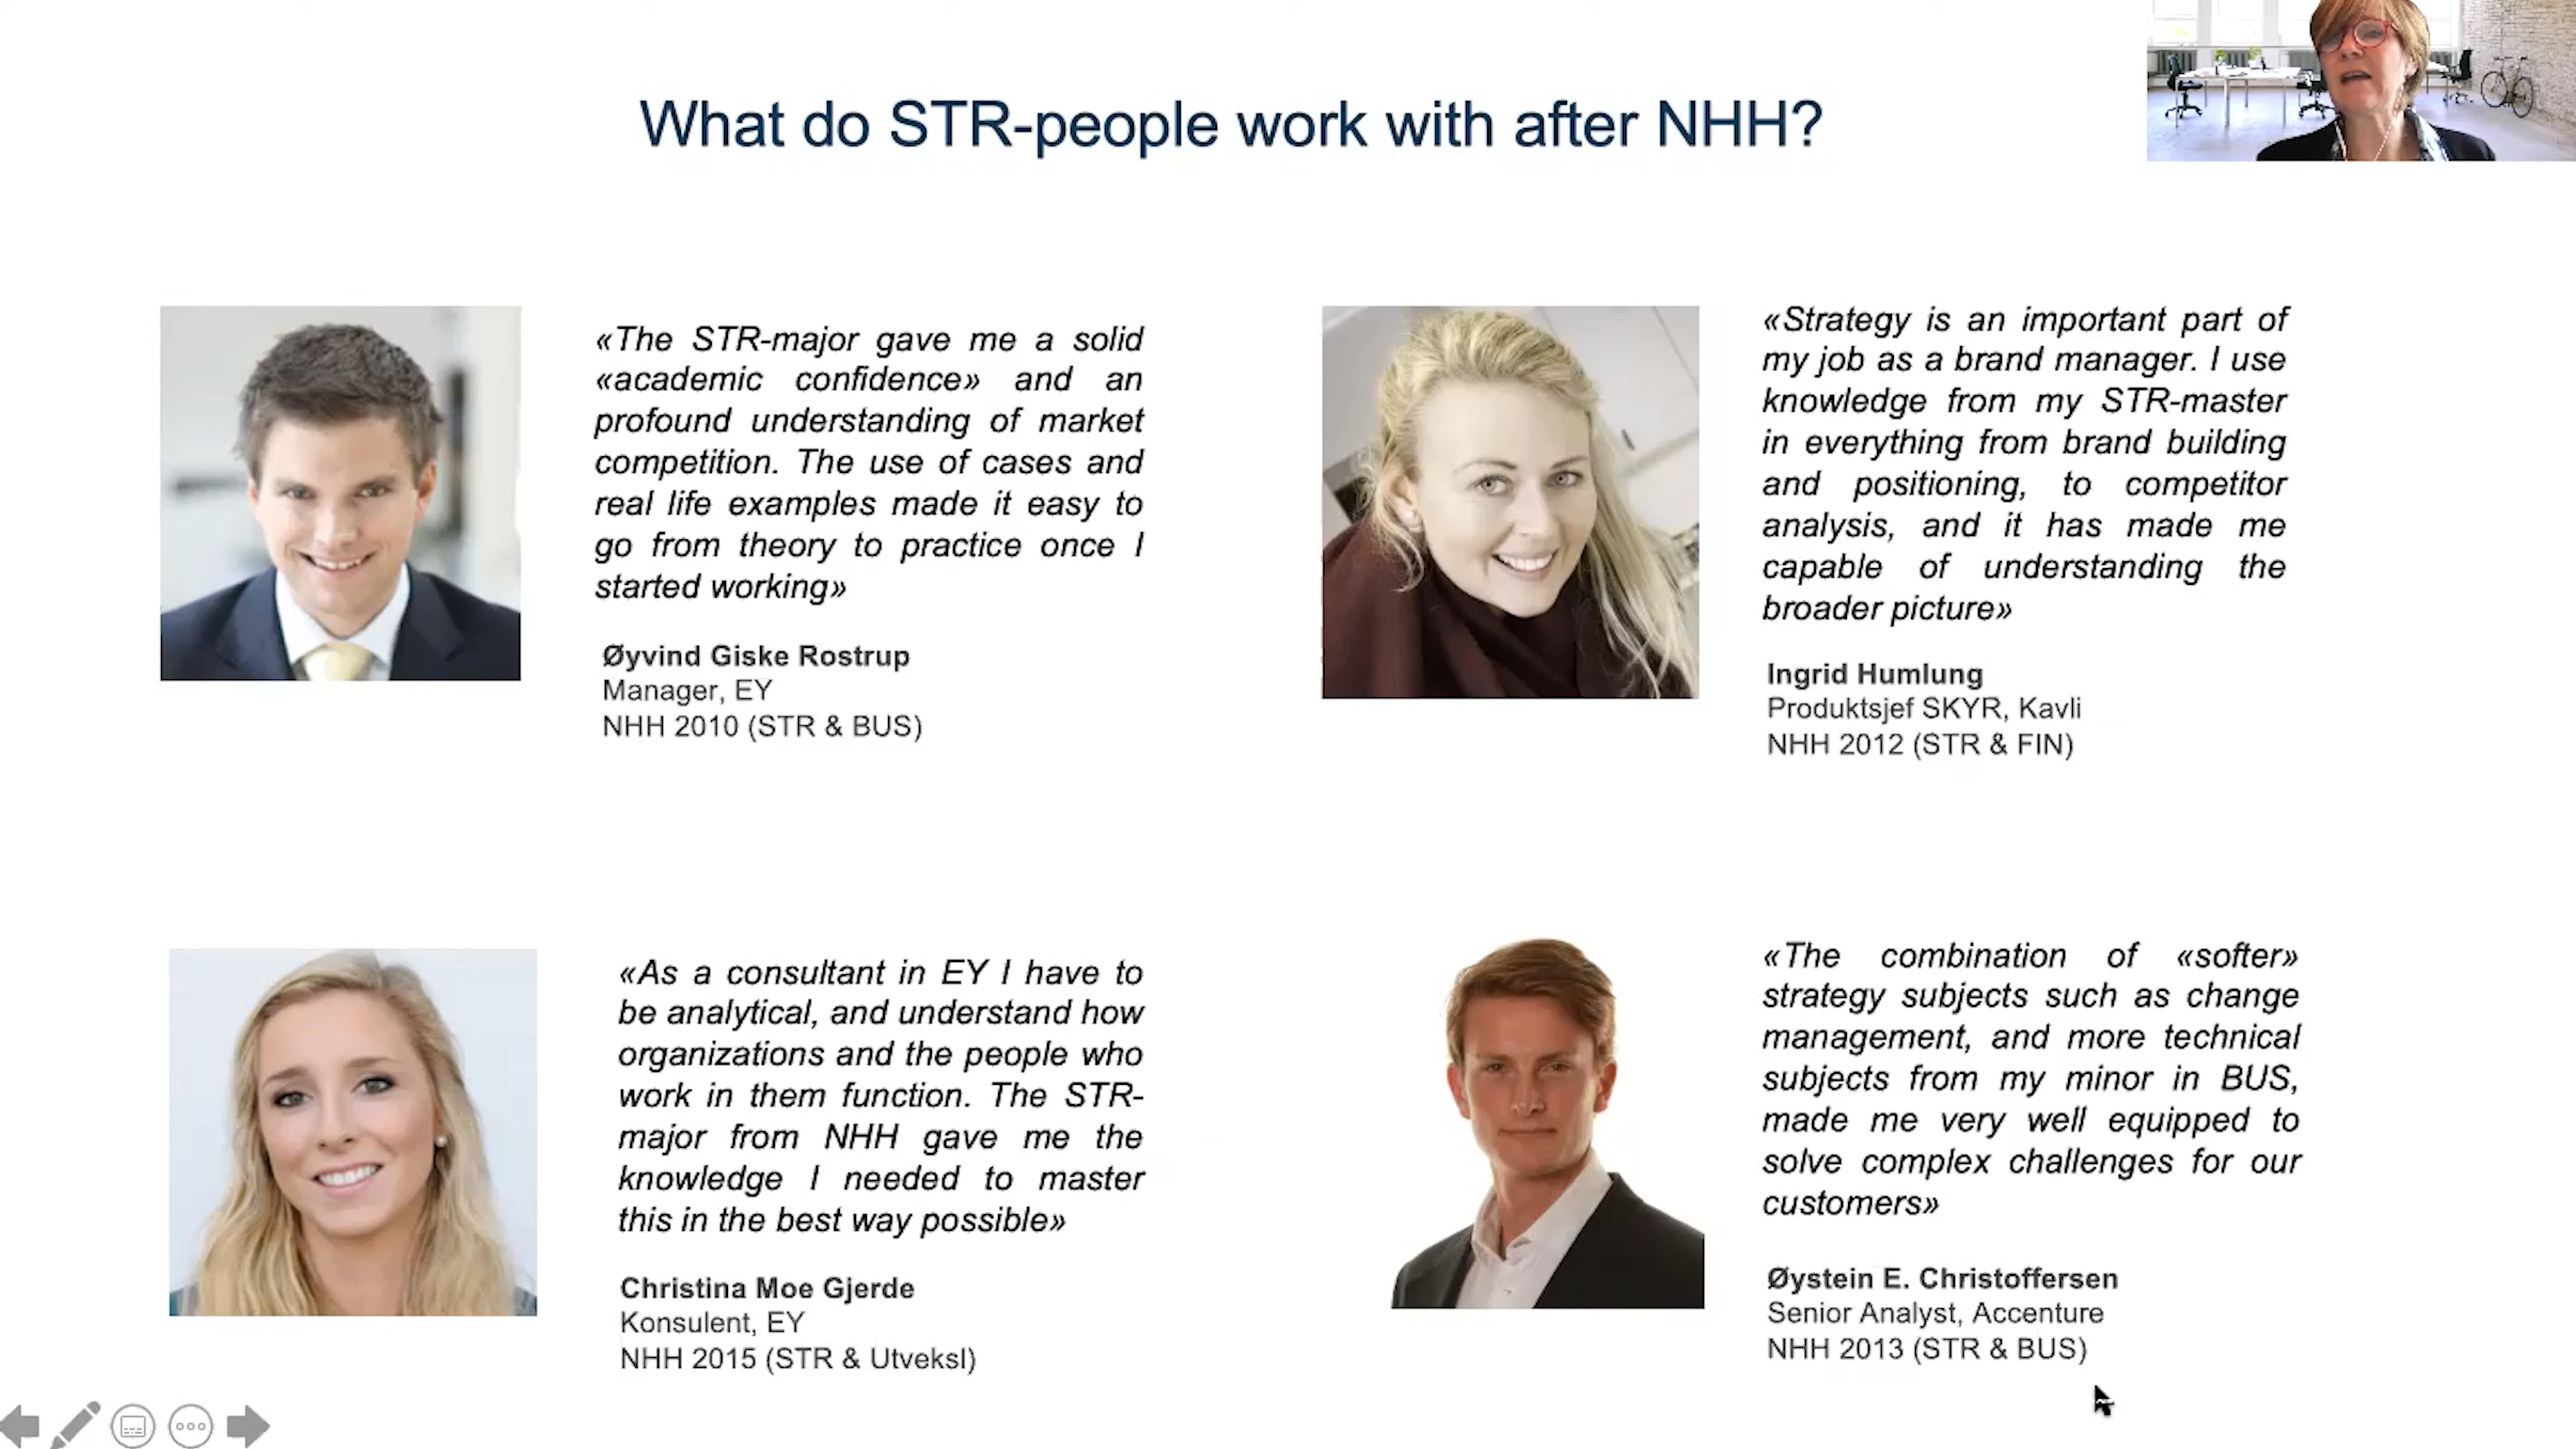 What do STR-people work with after NHH?
«The STR-major gave me a solid
«academic confidence» and an
profound understanding of market
competition. The use of cases and
real life examples made it easy to
go from theory to practice once I
started working»
Øyvind Giske Rostrup
Manager, EY
NHH 2010 (STR & BUS)
«Strategy is an important part of
my job as a brand manager. I use
knowledge from my STR-master
in everything from brand building
and positioning, to competitor
analysis, and it has made me
capable of understanding the
broader picture»
Ingrid Humlung
Produktsjef SKYR, Kavli
NHH 2012 (STR & FIN)
«As a consultant in EY I have to
be analytical, and understand how
organizations and the people who
work in them function. The STR-
major from NHH gave me the
knowledge I needed to master
this in the best way possible»
Christina Moe Gjerde
Konsulent, EY
NHH 2015 (STR & Utveksl)
«The combination of «softer»
strategy subjects such as change
management, and more technical
subjects from my minor in BUS,
made me very well equipped to
solve complex challenges for our
customers»
Øystein E. Christoffersen
Senior Analyst, Accenture
NHH 2013 (STR & BUS)